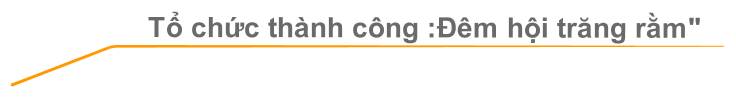 Tổ chức thành công :Đêm hội trăng rằm"